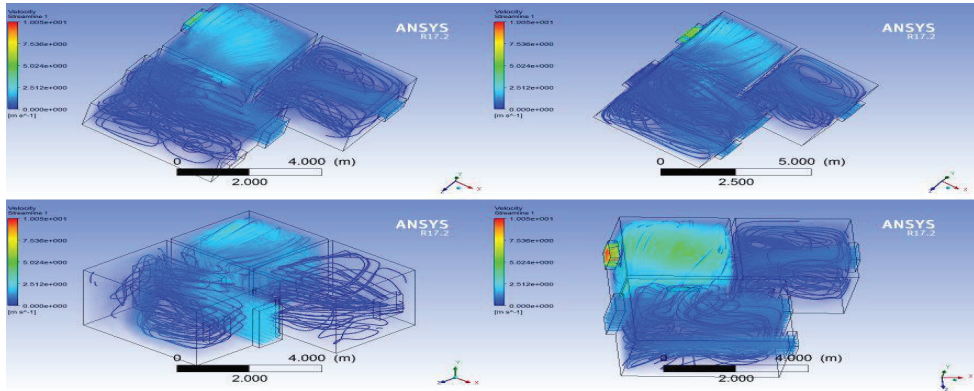 Velocity
Streamline 1
1.005e+001
7.536e+000
5.024e+000
2.512e+000
0.000e+000
[m s^-1]
ANSYS
R17.2
0 4.000 (m)
2.000
Y
X
Z
Velocity
Streamline 1
1.005e+001
7.536e+000
5.024e+000
2.512e+000
0.000e+000
[m s^-1]
ANSYS
R17.2
0 5.000 (m)
2.500
Y
X
Z
Velocity
Streamline 1
1.005e+001
7.536e+000
5.024e+000
2.512e+000
0.000e+000
[m s^-1]
ANSYS
R17.2
0 4.000 (m)
2.000
Y
Z X
Velocity
Streamline 1
1.005e+001
7.536e+000
5.024e+000
2.512e+000
0.000e+000
[m s^-1]
ANSYS
R17.2
0 4.000 (m)
2.000
Y
X
Z